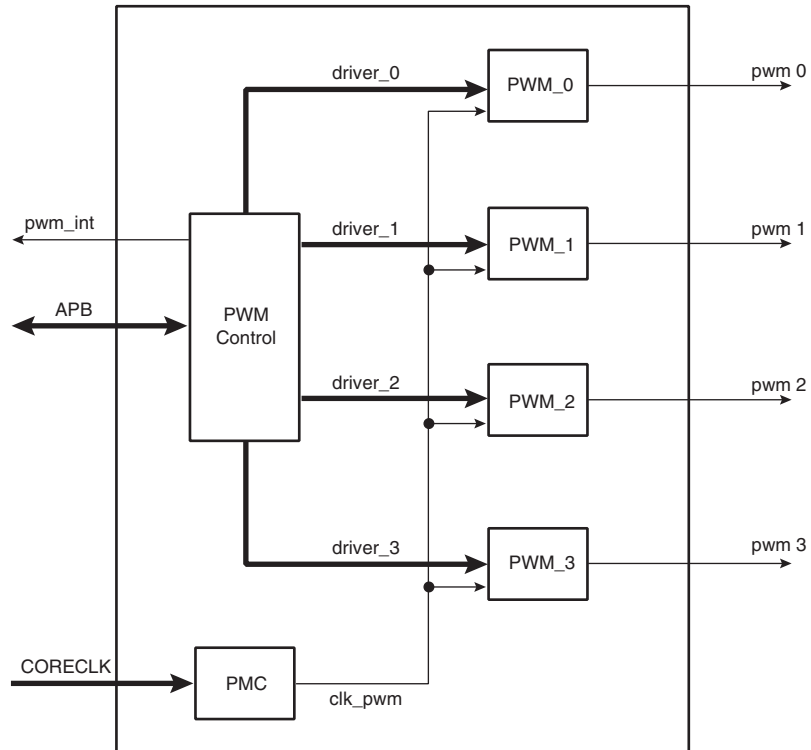 driver_0
PWM_0
pwm 0
pwm_int
driver_1
PWM_1
pwm 1
APB
PWM
Control
driver_2
PWM_2
pwm 2
driver_3
PWM_3
pwm 3
CORECLK
PMC
clk_pwm